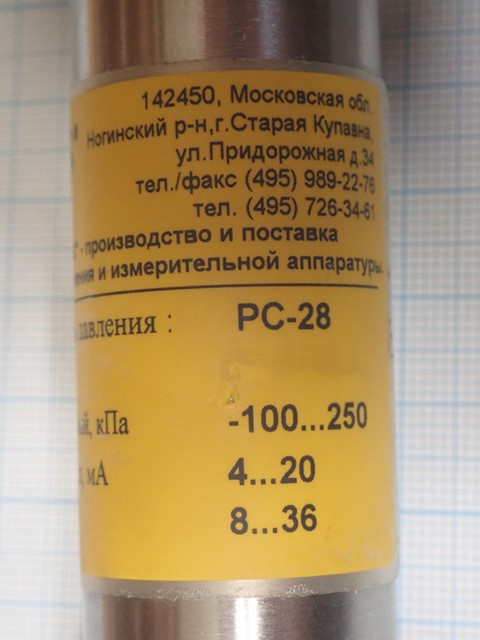 142450, Московская обл.
Ногинский р-н,г.Старая Купавна,
ул.Придорожная д.34
тел./факс (495) 989-22-76
тел. (495) 726-34-61
" -производство и поставка
и измерительной аппаратуры
давления : PC-28
кПа -100...250
мА 4...20
8...36